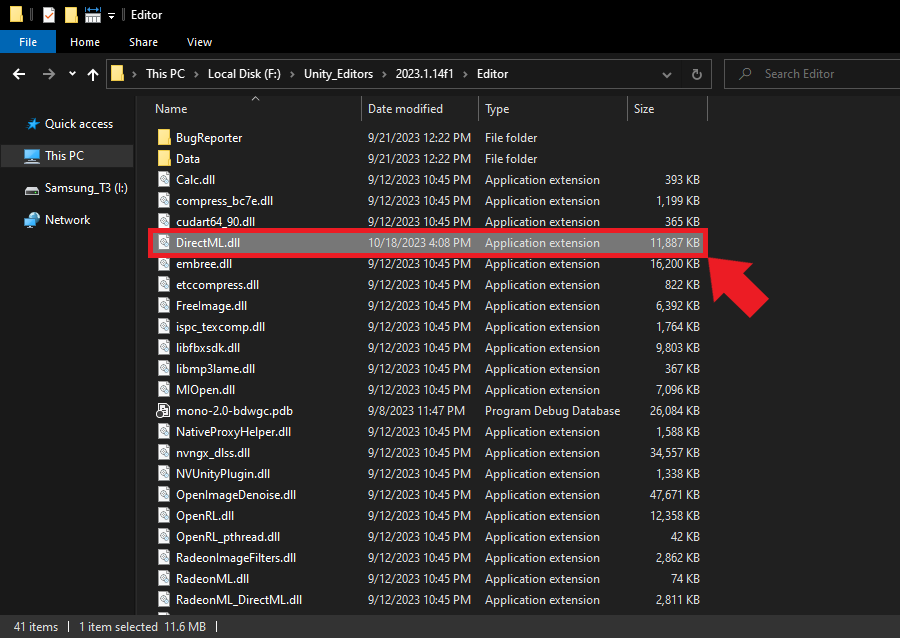 Editor
File Home Share View
This PC Local Disk (F:) Unity_Editors 2023.1.14f1 Editor Search Editor
Name Date modified Type Size
Quick access
This PC
Samsung_T3 (I:)
Network
BugReporter 9/21/2023 12:22 PM File folder
Data 9/21/2023 12:22 PM File folder
Calc.dll 9/12/2023 10:45 PM Application extension 393 KB
compress_bc7e.dll 9/12/2023 10:45 PM Application extension 1,199 KB
cudart64_90.dll 9/12/2023 10:45 PM Application extension 365 KB
DirectML.dll 10/18/2023 4:08 PM Application extension 11,887 KB
embree.dll 9/12/2023 10:45 PM Application extension 16,200 KB
etccompress.dll 9/12/2023 10:45 PM Application extension 822 KB
FreeImage.dll 9/12/2023 10:45 PM Application extension 6,392 KB
ispc_texcomp.dll 9/12/2023 10:45 PM Application extension 1,764 KB
libfbxsdk.dll 9/12/2023 10:45 PM Application extension 9,803 KB
libmp3lame.dll 9/12/2023 10:45 PM Application extension 367 KB
MIOpen.dll 9/12/2023 10:45 PM Application extension 7,096 KB
mono-2.0-bdwgc.pdb 9/8/2023 11:47 PM Program Debug Database 26,084 KB
NativeProxyHelper.dll 9/12/2023 10:45 PM Application extension 1,588 KB
nvngx_dlss.dll 9/12/2023 10:45 PM Application extension 34,557 KB
NVUnityPlugin.dll 9/12/2023 10:45 PM Application extension 1,338 KB
OpenImageDenoise.dll 9/12/2023 10:45 PM Application extension 47,671 KB
OpenRL.dll 9/12/2023 10:45 PM Application extension 12,358 KB
OpenRL_pthread.dll 9/12/2023 10:45 PM Application extension 42 KB
RadeonImageFilters.dll 9/12/2023 10:45 PM Application extension 2,862 KB
RadeonML.dll 9/12/2023 10:45 PM Application extension 74 KB
RadeonML_DirectML.dll 9/12/2023 10:45 PM Application extension 2,811 KB
41 items 1 item selected 11.6 MB